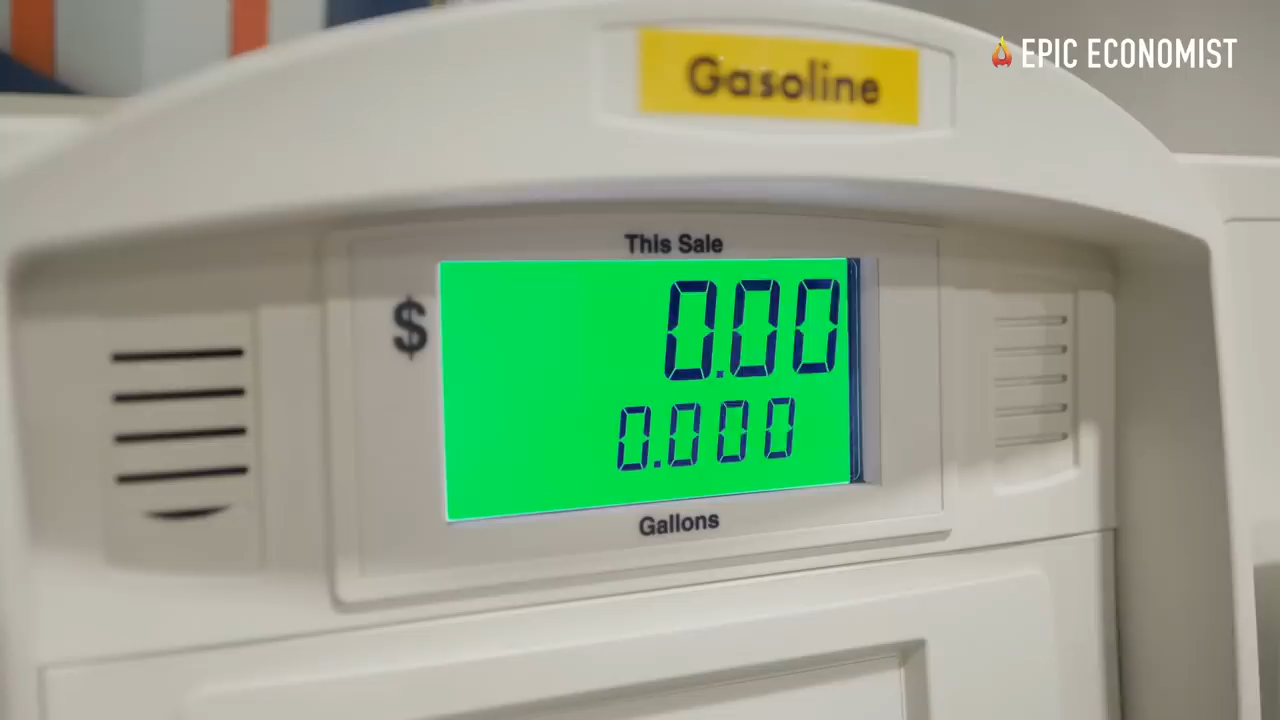 EPIC ECONOMIST
Gasoline
This Sale
$ 0.00
0.000
Gallons